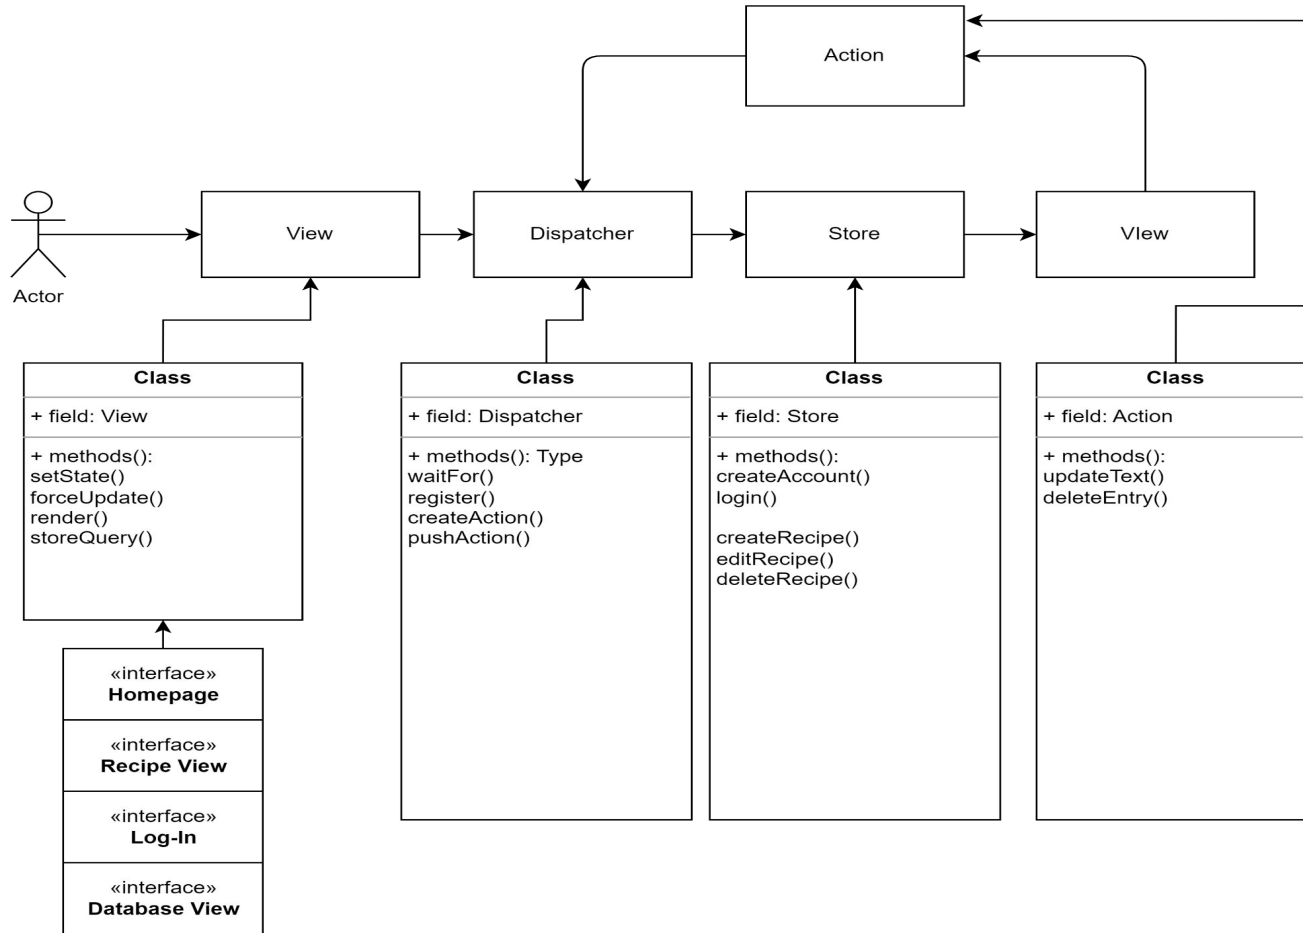 Action
View
Dispatcher
Store
VIew
Actor
Class
+ field: View
+ methods():
setState()
forceUpdate()
render()
storeQuery()
Class
+ field: Dispatcher
+ methods(): Type
waitFor()
register()
createAction()
pushAction()
Class
+ field: Store
+ methods():
createAccount()
login()
createRecipe()
editRecipe()
deleteRecipe()
Class
+ field: Action
+ methods():
updateText()
deleteEntry()
«interface»
Homepage
«interface»
Recipe View
«interface»
Log-In
«interface»
Database View